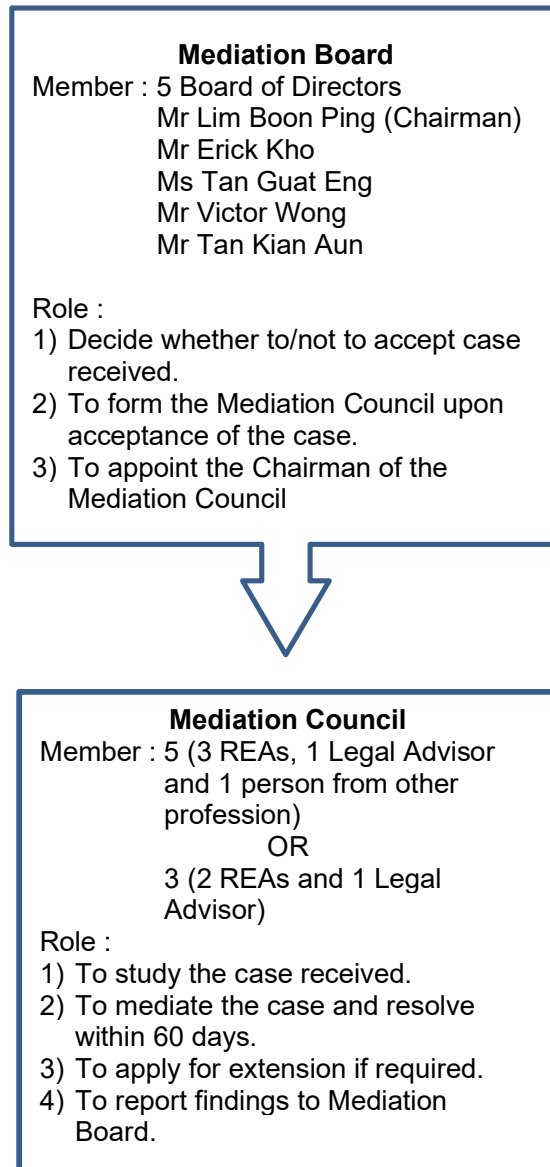 Mediation Board
Member : 5 Board of Directors
Mr Lim Boon Ping (Chairman)
Mr Erick Kho
Ms Tan Guat Eng
Mr Victor Wong
Mr Tan Kian Aun
Role :
1) Decide whether to/not to accept case
received.
2) To form the Mediation Council upon
acceptance of the case.
3) To appoint the Chairman of the
Mediation Council
Mediation Council
Member : 5 (3 REAs, 1 Legal Advisor
and 1 person from other
profession)
OR
3 (2 REAs and 1 Legal
Advisor)
Role :
1) To study the case received.
2) To mediate the case and resolve
within 60 days.
3) To apply for extension if required.
4) To report findings to Mediation
Board.